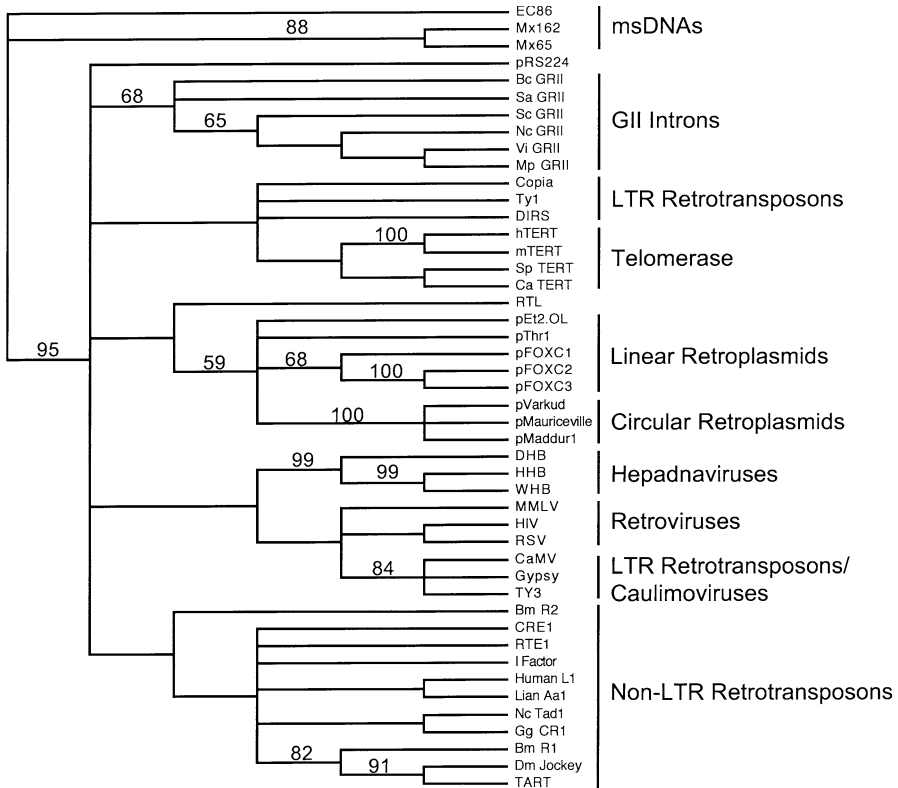 EC86
88
Mx162
msDNAs
Mx65
pRS224
68
Bc GRII
Sa GRII
65
Sc GRII
GII Introns
Nc GRII
Vi GRII
Mp GRII
Copia
Ty1
LTR Retrotransposons
DIRS
100
hTERT
mTERT
Telomerase
Sp TERT
Ca TERT
RTL
pEt2.OL
pThr1
95
59
68
pFOXC1
Linear Retroplasmids
100
pFOXC2
pFOXC3
pVarkud
100
pMauriceville
Circular Retroplasmids
pMaddur1
99
DHB
99
HHB
Hepadnaviruses
WHB
MMLV
HIV
Retroviruses
RSV
CaMV
LTR Retrotransposons/
84
Gypsy
Caulimoviruses
TY3
Bm R2
CRE1
RTE1
I Factor
Human L1
Non-LTR Retrotransposons
Lian Aa1
Nc Tad1
Gg CR1
82
Bm R1
91
Dm Jockey
TART